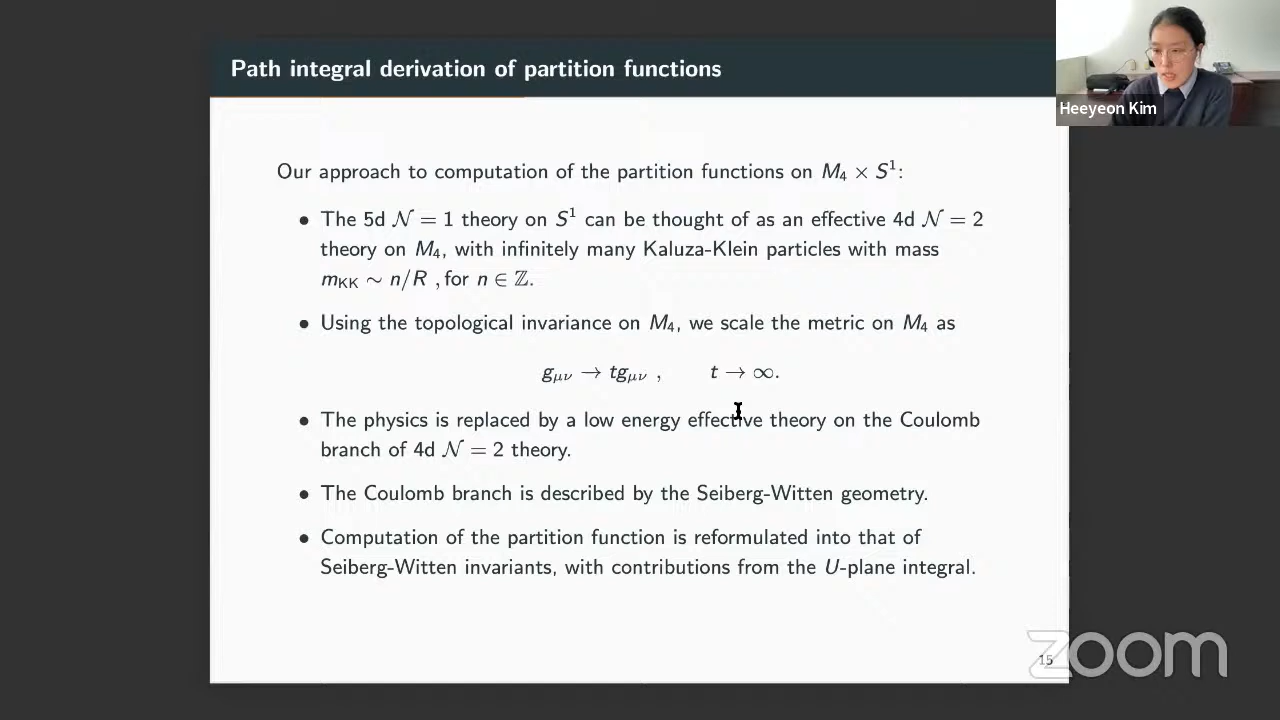 Path integral derivation of partition functions
Heeyeon Kim
Our approach to computation of the partition functions on M₄ × S¹:
• The 5d 𝒩 = 1 theory on S¹ can be thought of as an effective 4d 𝒩 = 2
theory on M₄, with infinitely many Kaluza-Klein particles with mass
m_KK ∼ n/R , for n ∈ ℤ.
• Using the topological invariance on M₄, we scale the metric on M₄ as
g_μν → tg_μν , t → ∞.
• The physics is replaced by a low energy effective theory on the Coulomb
branch of 4d 𝒩 = 2 theory.
• The Coulomb branch is described by the Seiberg-Witten geometry.
• Computation of the partition function is reformulated into that of
Seiberg-Witten invariants, with contributions from the U-plane integral.
15
zoom